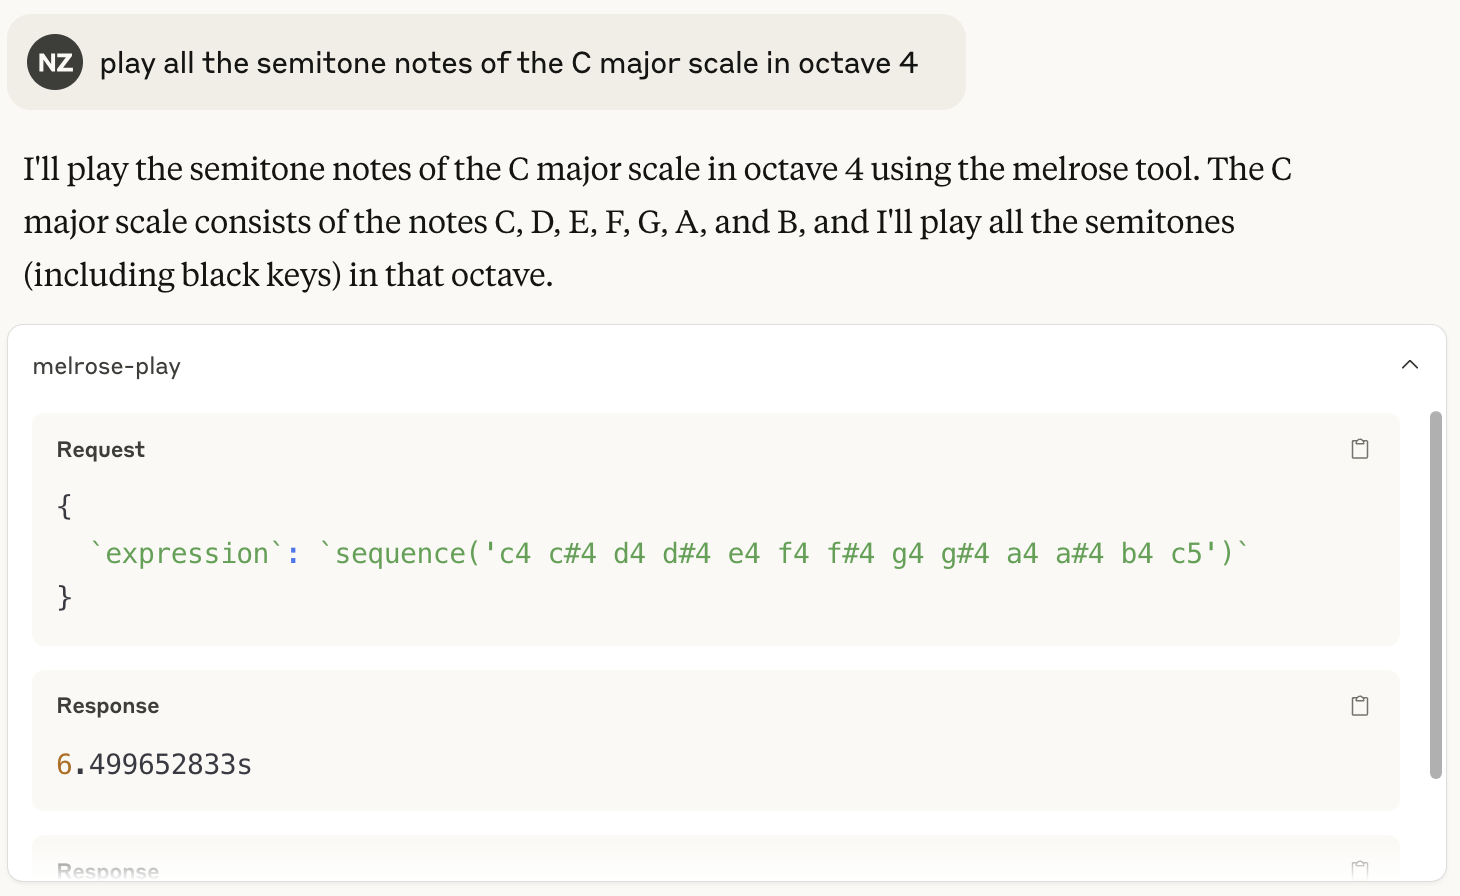 NZ play all the semitone notes of the C major scale in octave 4
I'll play the semitone notes of the C major scale in octave 4 using the melrose tool. The C
major scale consists of the notes C, D, E, F, G, A, and B, and I'll play all the semitones
(including black keys) in that octave.
melrose-play
Request
{
`expression`: `sequence('c4 c#4 d4 d#4 e4 f4 f#4 g4 g#4 a4 a#4 b4 c5')`
}
Response
6.499652833s
Response